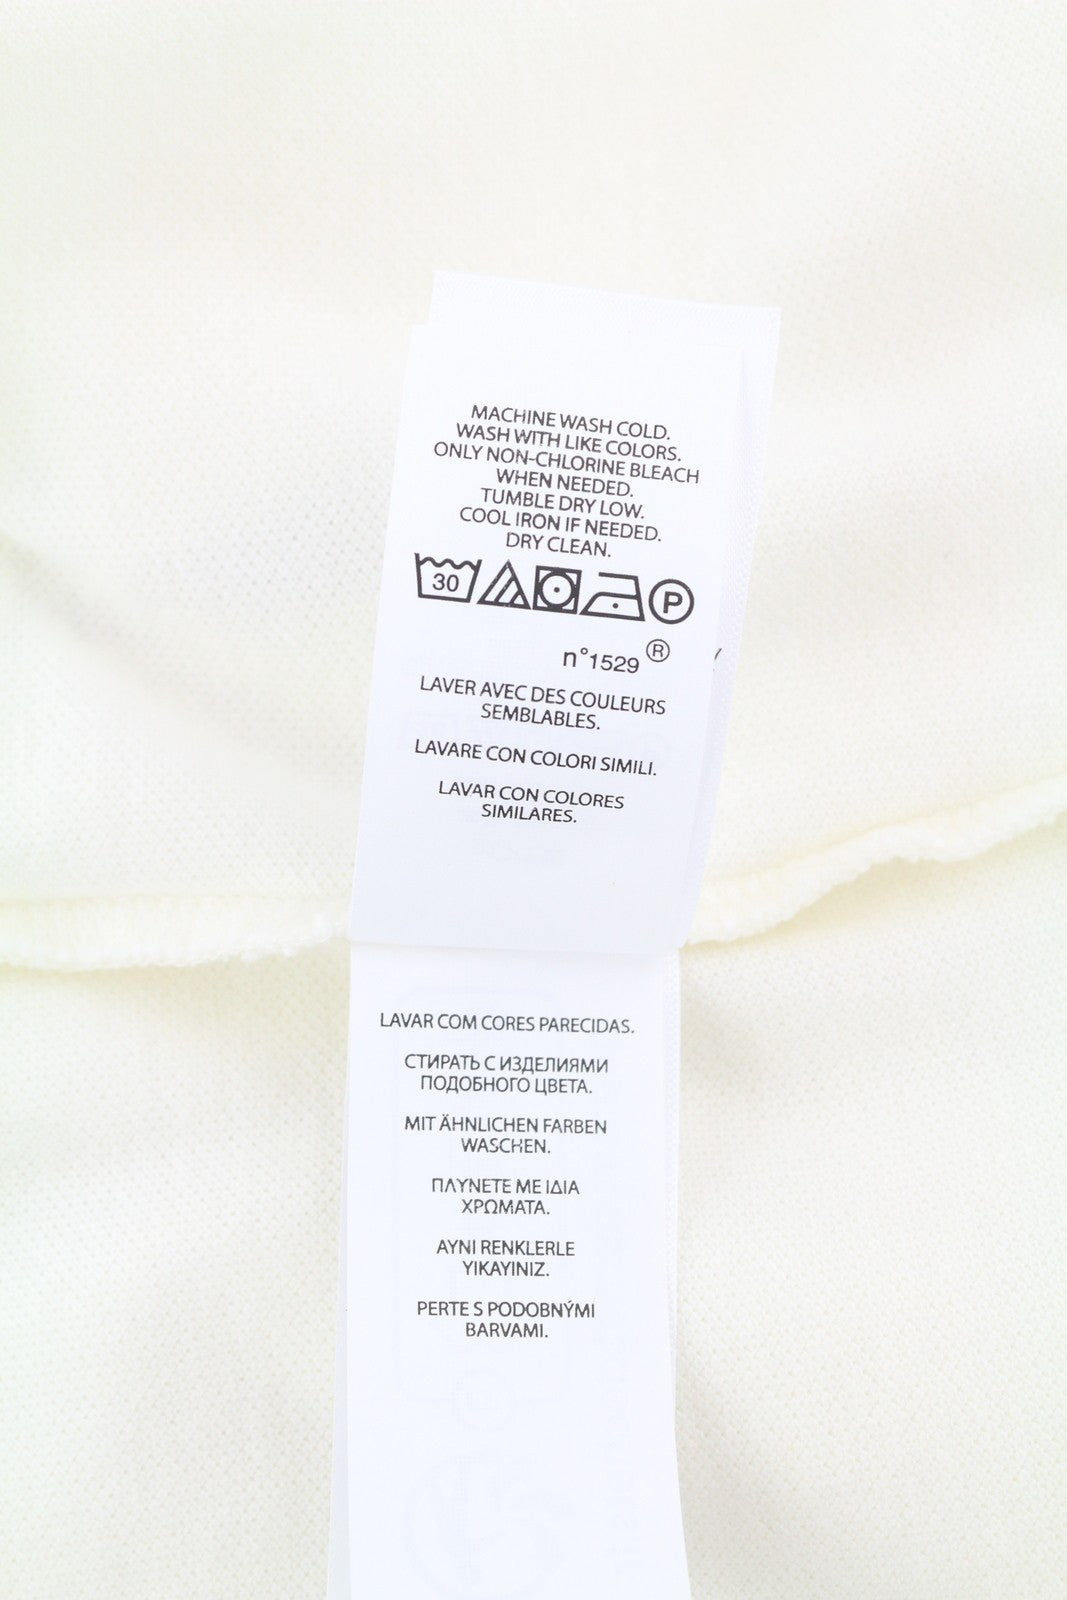 MACHINE WASH COLD.
WASH WITH LIKE COLORS.
ONLY NON-CHLORINE BLEACH
WHEN NEEDED.
TUMBLE DRY LOW.
COOL IRON IF NEEDED.
DRY CLEAN.
30 P
n°1529 ®
LAVER AVEC DES COULEURS
SEMBLABLES.
LAVARE CON COLORI SIMILI.
LAVAR CON COLORES
SIMILARES.
LAVAR COM CORES PARECIDAS.
СТИРАТЬ С ИЗДЕЛИЯМИ
ПОДОБНОГО ЦВЕТА.
MIT ÄHNLICHEN FARBEN
WASCHEN.
ΠΛΥΝΕΤΕ ΜΕ ΙΔΙΑ
ΧΡΩΜΑΤΑ.
AYNI RENKLERLE
YIKAYINIZ.
PERTE S PODOBNÝMI
BARVAMI.